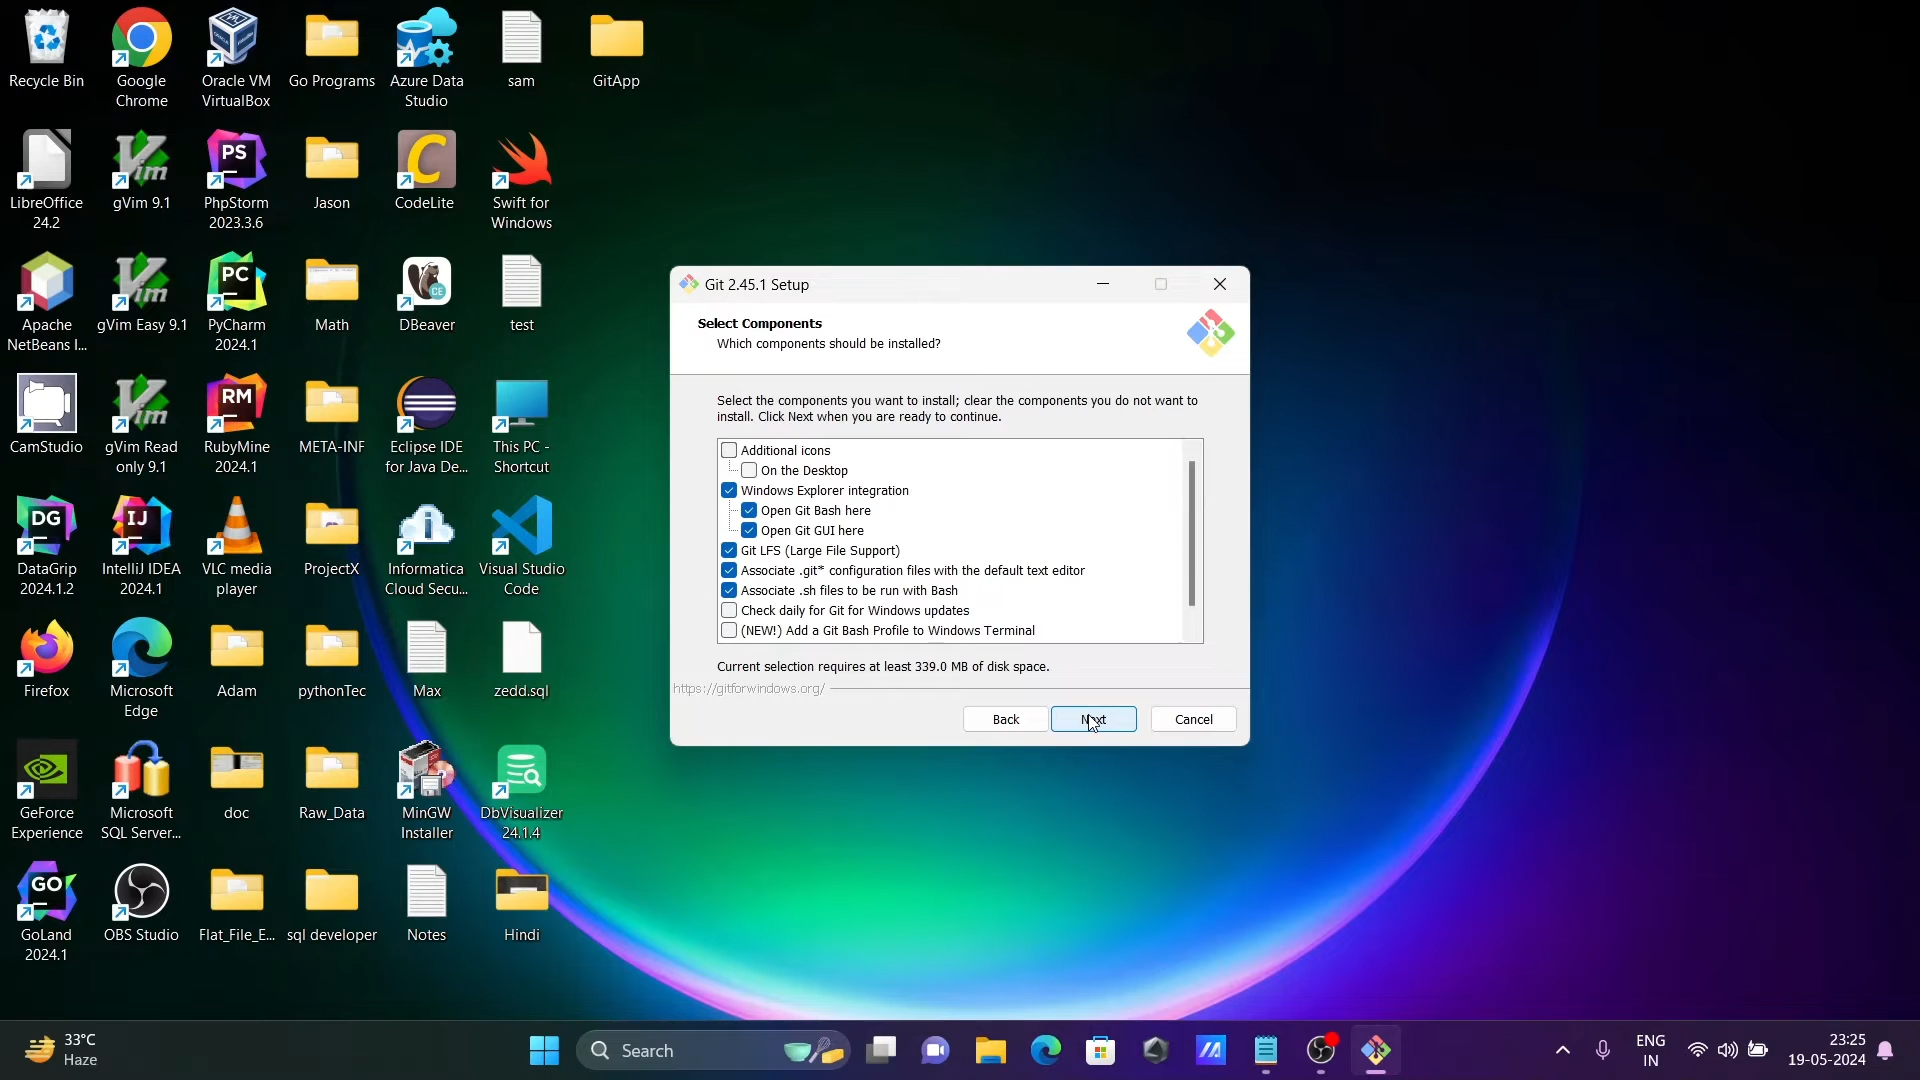 Recycle Bin
Google
Chrome
Oracle VM
VirtualBox
Go Programs
Azure Data
Studio
sam
GitApp
LibreOffice
24.2
gVim 9.1
PS
PhpStorm
2023.3.6
Jason
C
CodeLite
Swift for
Windows
Apache
NetBeans I...
gVim Easy 9.1
PC
PyCharm
2024.1
Math
CE
DBeaver
test
CamStudio
gVim Read
only 9.1
RM
RubyMine
2024.1
META-INF
Eclipse IDE
for Java De...
This PC -
Shortcut
DG
DataGrip
2024.1.2
IJ
IntelliJ IDEA
2024.1
VLC media
player
ProjectX
Informatica
Cloud Secu...
Visual Studio
Code
Firefox
Microsoft
Edge
Adam
pythonTec
Max
zedd.sql
GeForce
Experience
Microsoft
SQL Server...
doc
Raw_Data
MinGW
Installer
DbVisualizer
24.1.4
GO
GoLand
2024.1
OBS Studio
Flat_File_E...
sql developer
Notes
Hindi
Git 2.45.1 Setup
Select Components
Which components should be installed?
Select the components you want to install; clear the components you do not want to
install. Click Next when you are ready to continue.
Additional icons
On the Desktop
Windows Explorer integration
Open Git Bash here
Open Git GUI here
Git LFS (Large File Support)
Associate .git* configuration files with the default text editor
Associate .sh files to be run with Bash
Check daily for Git for Windows updates
(NEW!) Add a Git Bash Profile to Windows Terminal
Current selection requires at least 339.0 MB of disk space.
https://gitforwindows.org/
Back
Next
Cancel
33°C
Haze
Search
ENG
IN
23:25
19-05-2024